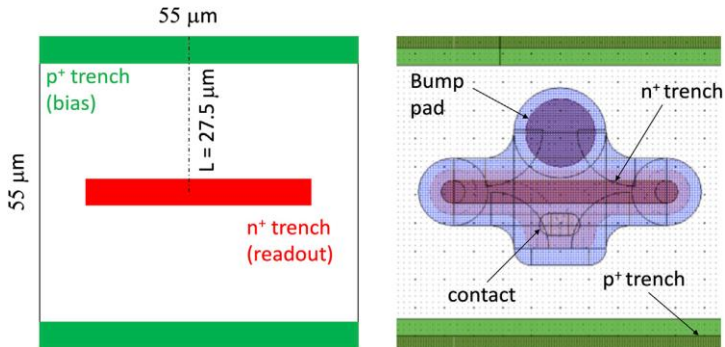 55 µm
p+ trench
(bias)
L = 27.5 µm
55 µm
n+ trench
(readout)
Bump
pad
n+ trench
contact
p+ trench